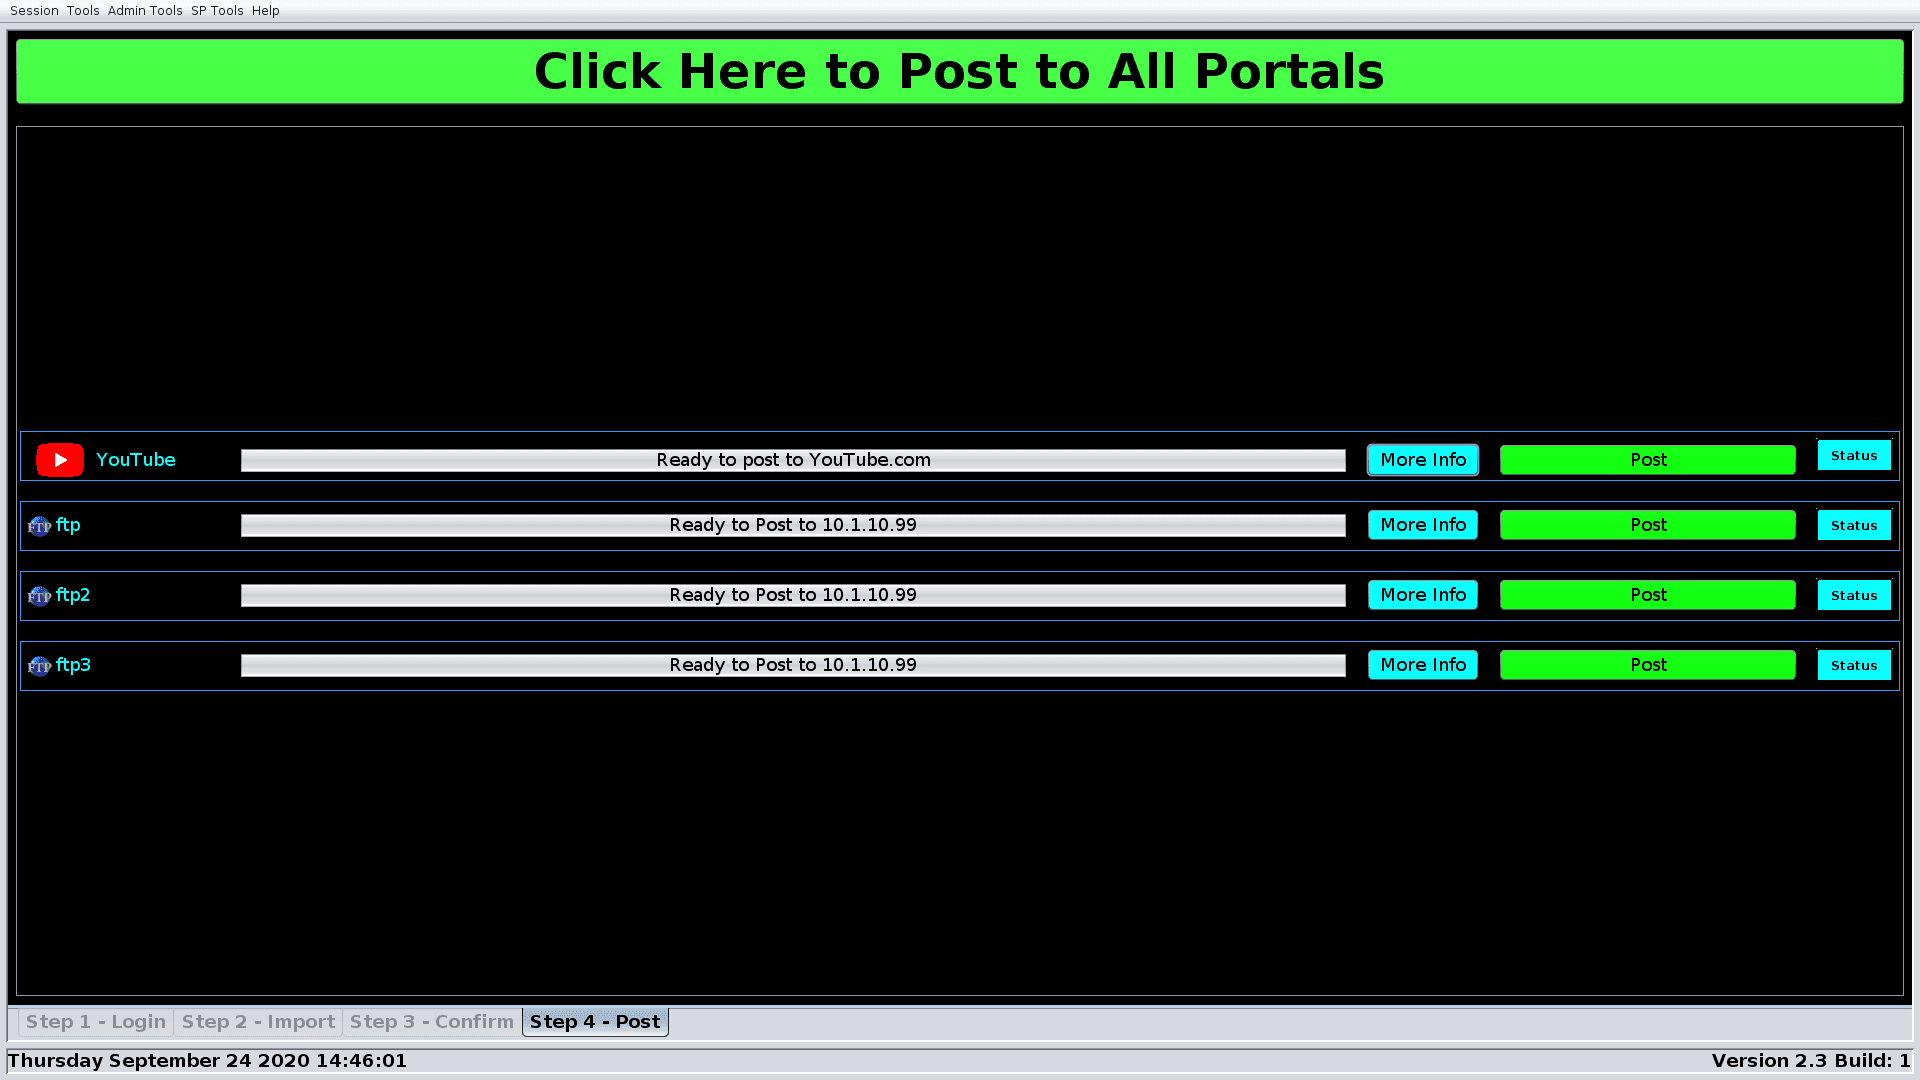 Session Tools Admin Tools SP Tools Help
Click Here to Post to All Portals
YouTube Ready to post to YouTube.com More Info Post Status
FTP ftp Ready to Post to 10.1.10.99 More Info Post Status
FTP ftp2 Ready to Post to 10.1.10.99 More Info Post Status
FTP ftp3 Ready to Post to 10.1.10.99 More Info Post Status
Step 1 - Login Step 2 - Import Step 3 - Confirm Step 4 - Post
Thursday September 24 2020 14:46:01 Version 2.3 Build: 1